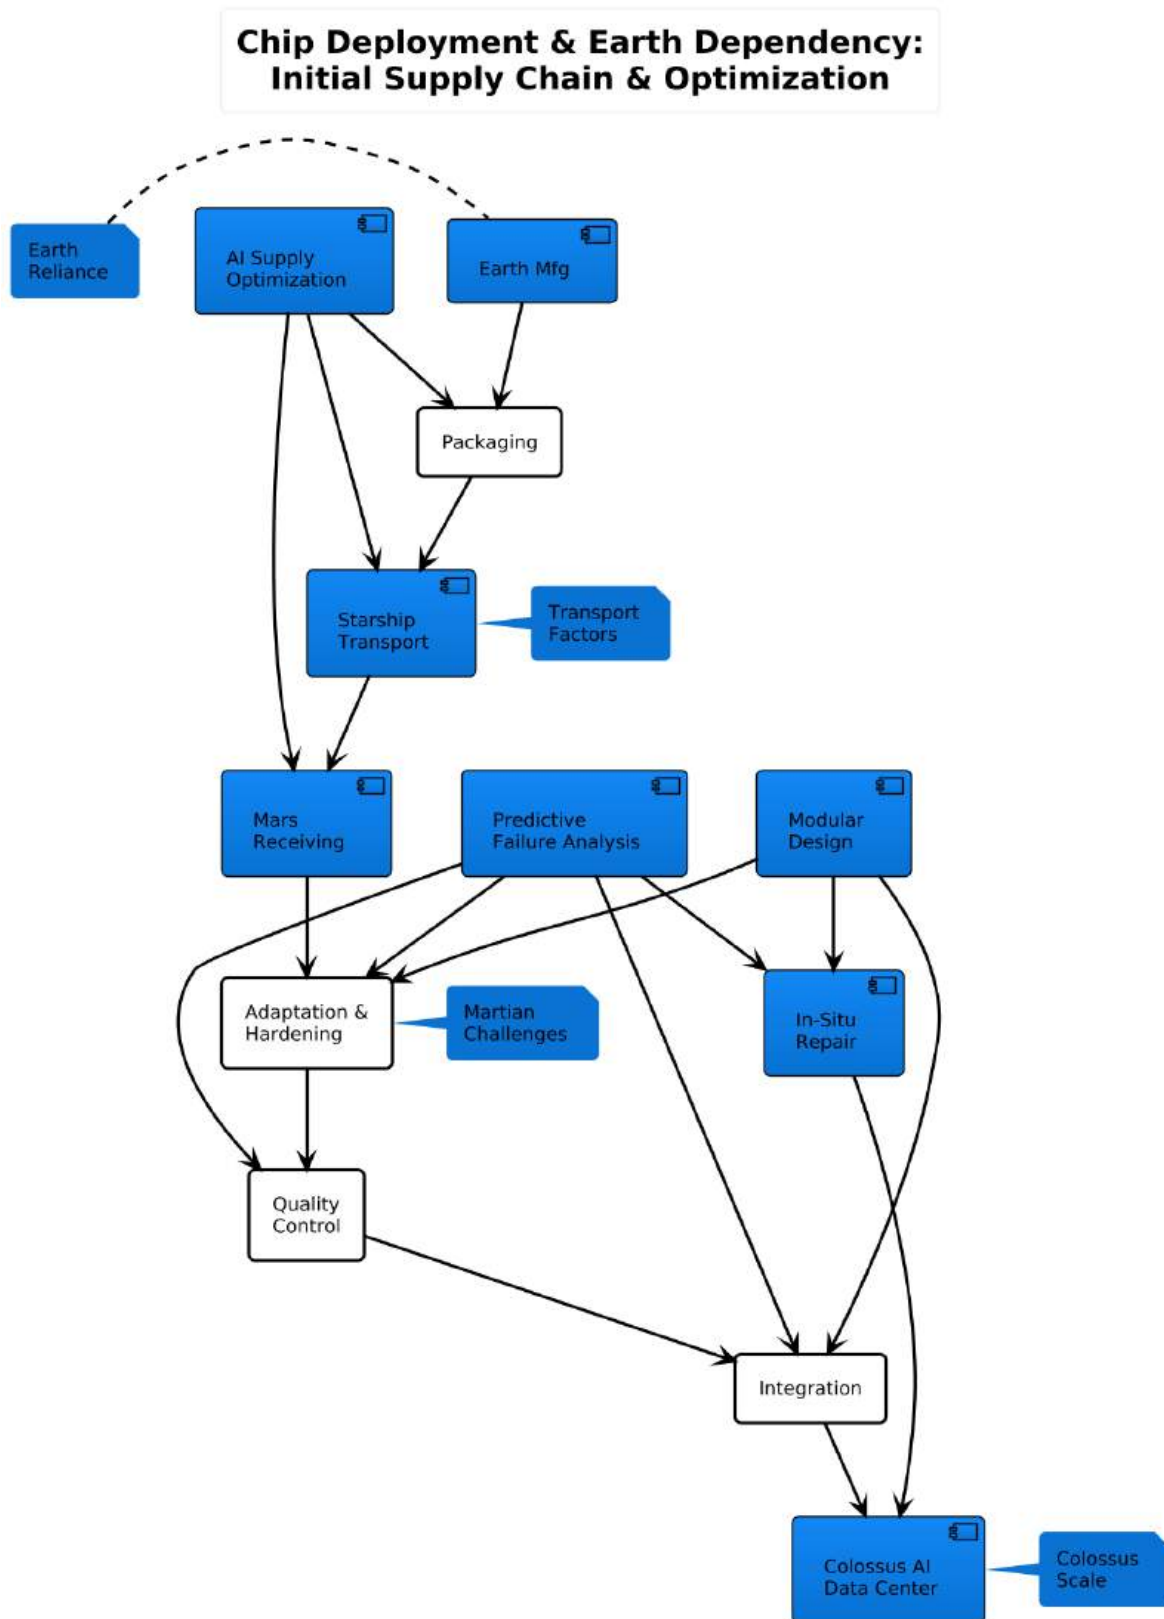 Chip Deployment & Earth Dependency:
Initial Supply Chain & Optimization
Earth
Reliance
AI Supply
Optimization
Earth Mfg
Packaging
Starship
Transport
Transport
Factors
Mars
Receiving
Predictive
Failure Analysis
Modular
Design
Adaptation &
Hardening
Martian
Challenges
In-Situ
Repair
Quality
Control
Integration
Colossus AI
Data Center
Colossus
Scale